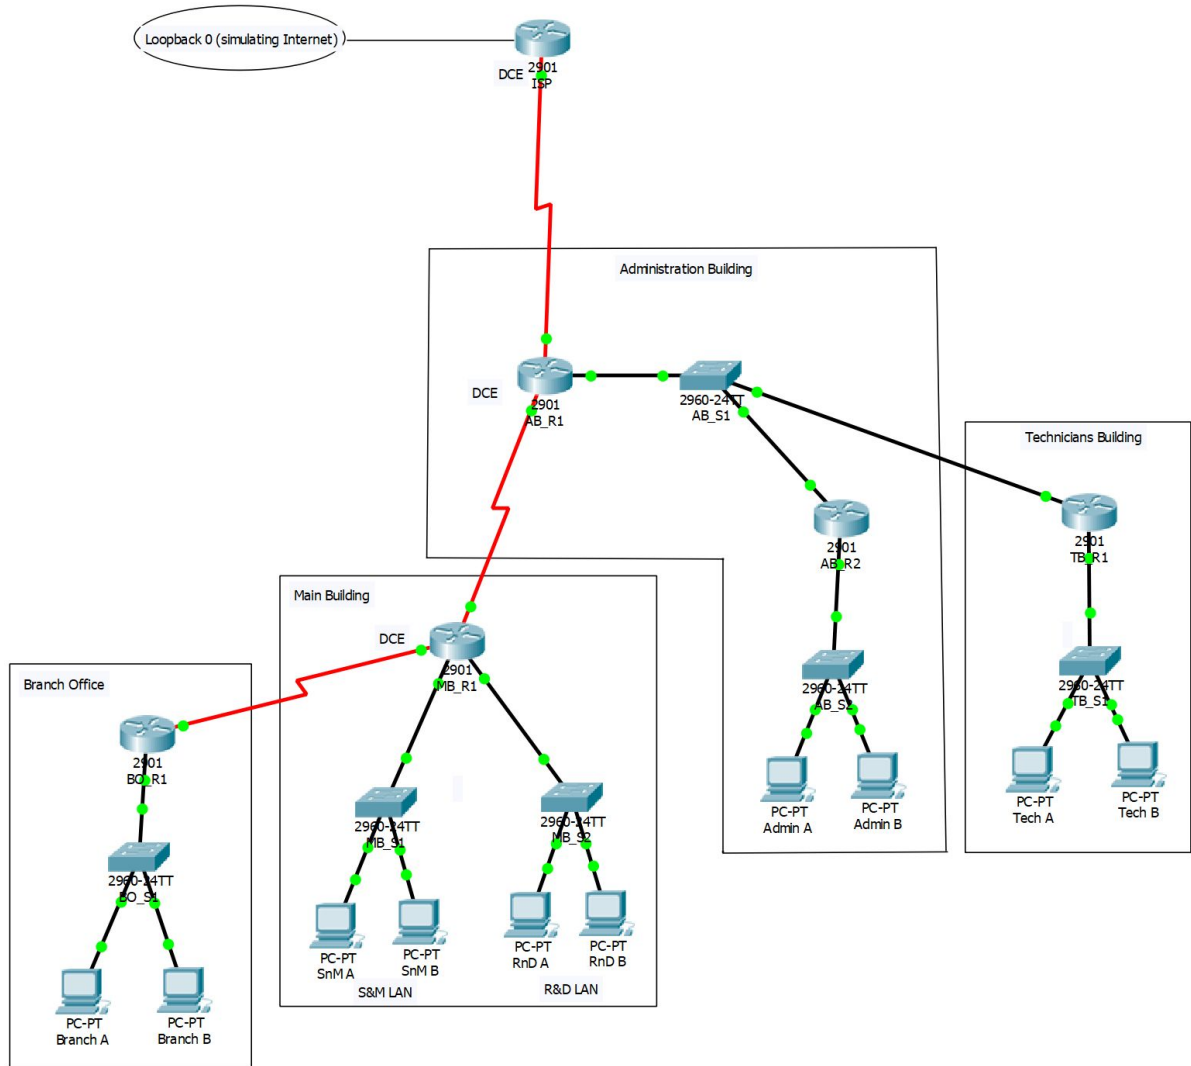 Loopback 0 (simulating Internet)
DCE
2901
ISP
Administration Building
DCE
2901
AB_R1
2960-24TT
AB_S1
Technicians Building
2901
AB_R2
2901
TB_R1
Main Building
DCE
2901
MB_R1
2960-24TT
AB_S2
2960-24TT
TB_S1
Branch Office
2901
BO_R1
PC-PT
Admin A
PC-PT
Admin B
PC-PT
Tech A
PC-PT
Tech B
2960-24TT
MB_S1
2960-24TT
MB_S2
2960-24TT
BO_S1
PC-PT
SnM A
PC-PT
SnM B
PC-PT
RnD A
PC-PT
RnD B
S&M LAN
R&D LAN
PC-PT
Branch A
PC-PT
Branch B